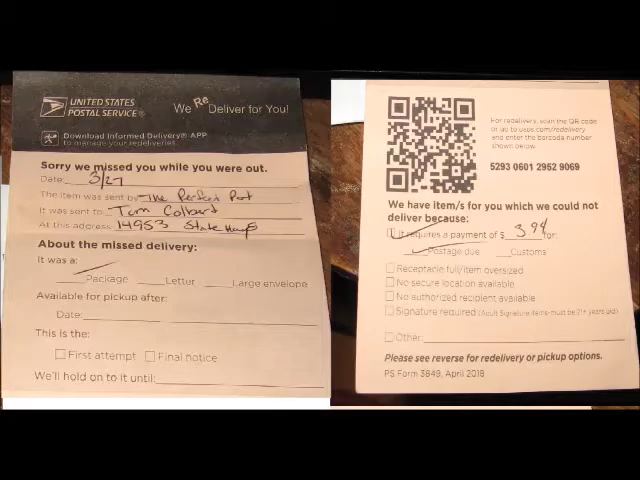 UNITED STATES
POSTAL SERVICE®
We Re Deliver for You!
Download Informed Delivery® APP
to manage your redeliveries.
Sorry we missed you while you were out.
Date: 3/27
The item was sent by The Perfect Part
It was sent to Tom Colbert
At this address 14953 State Hwy
About the missed delivery:
It was a:
Package Letter Large envelope
Available for pickup after:
Date:
This is the:
First attempt Final notice
We'll hold on to it until:
For redelivery, scan the QR code
or go to usps.com/redelivery
and enter the barcode number
shown below.
5293 0601 2952 9069
We have item/s for you which we could not
deliver because:
It requires a payment of $ 3.94 for:
Postage due Customs
Receptacle full/item oversized
No secure location available
No authorized recipient available
Signature required (Adult Signature items must be 21+ years old)
Other:
Please see reverse for redelivery or pickup options.
PS Form 3849, April 2018